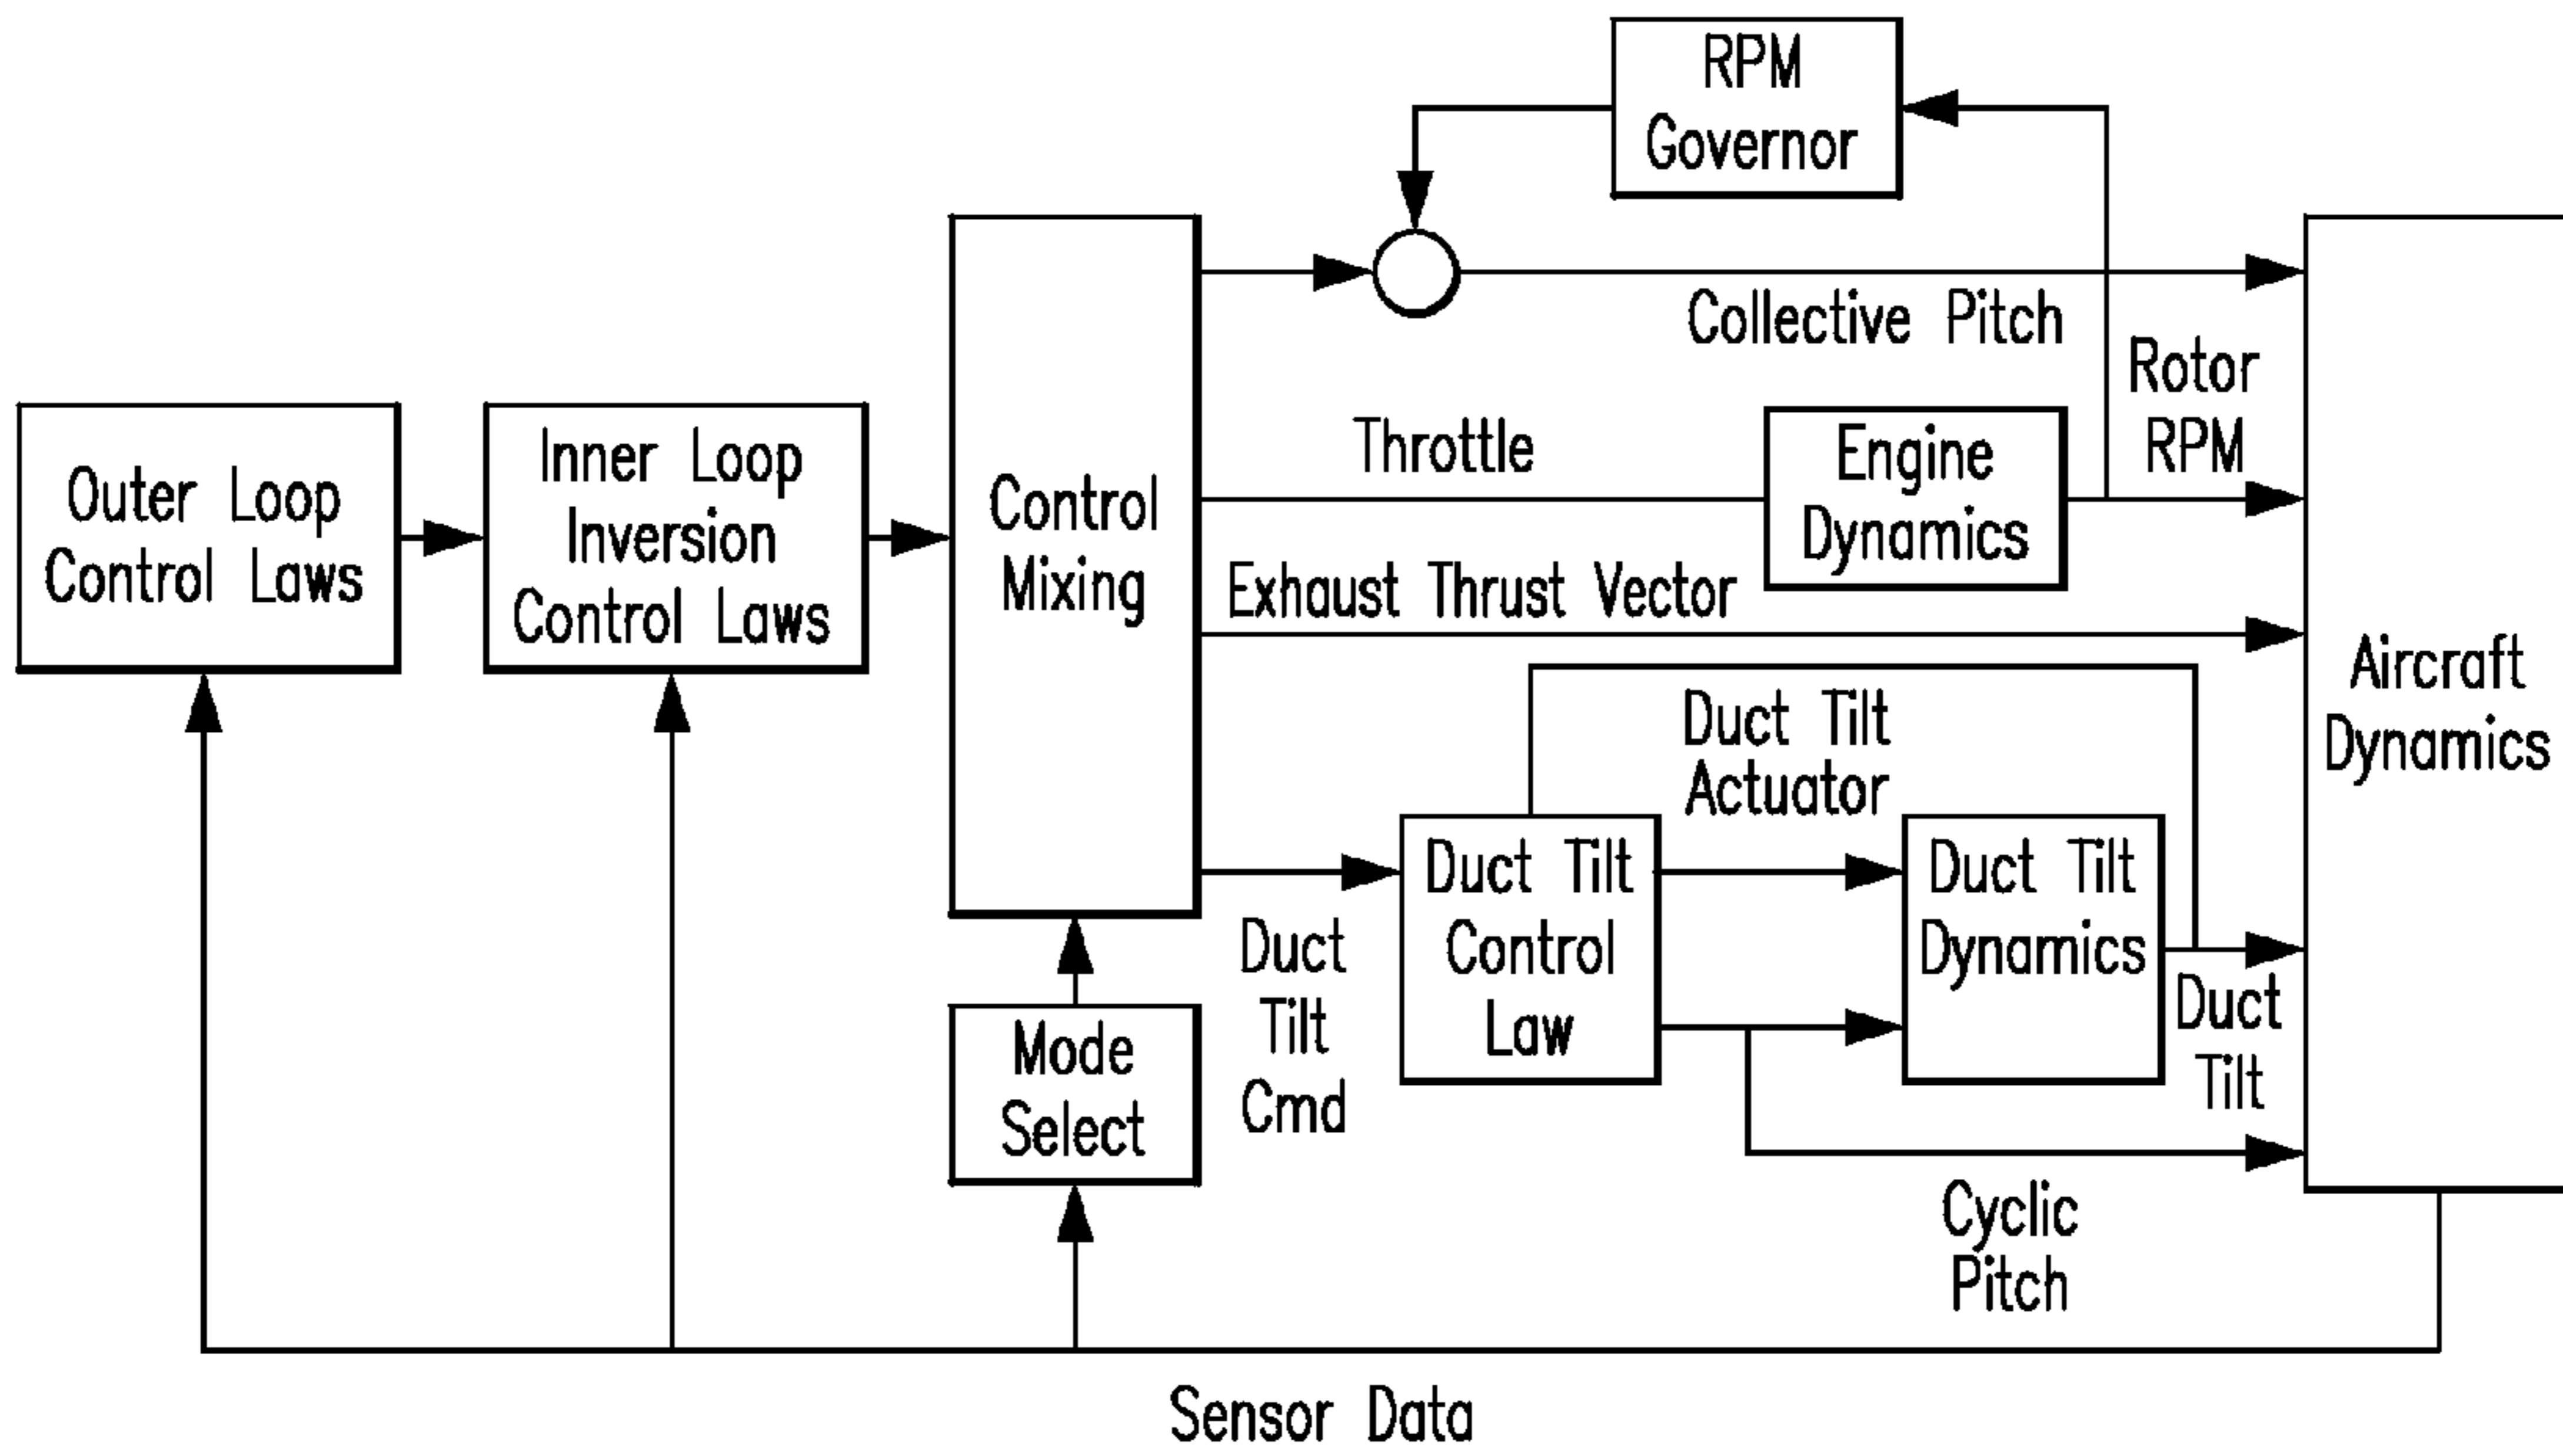 RPM
Governor
Collective Pitch
Rotor
RPM
Throttle
Engine
Dynamics
Outer Loop
Control Laws
Inner Loop
Inversion
Control Laws
Control
Mixing
Exhaust Thrust Vector
Aircraft
Dynamics
Duct Tilt
Actuator
Duct Tilt
Control
Law
Duct Tilt
Dynamics
Duct
Tilt
Cmd
Duct
Tilt
Mode
Select
Cyclic
Pitch
Sensor Data